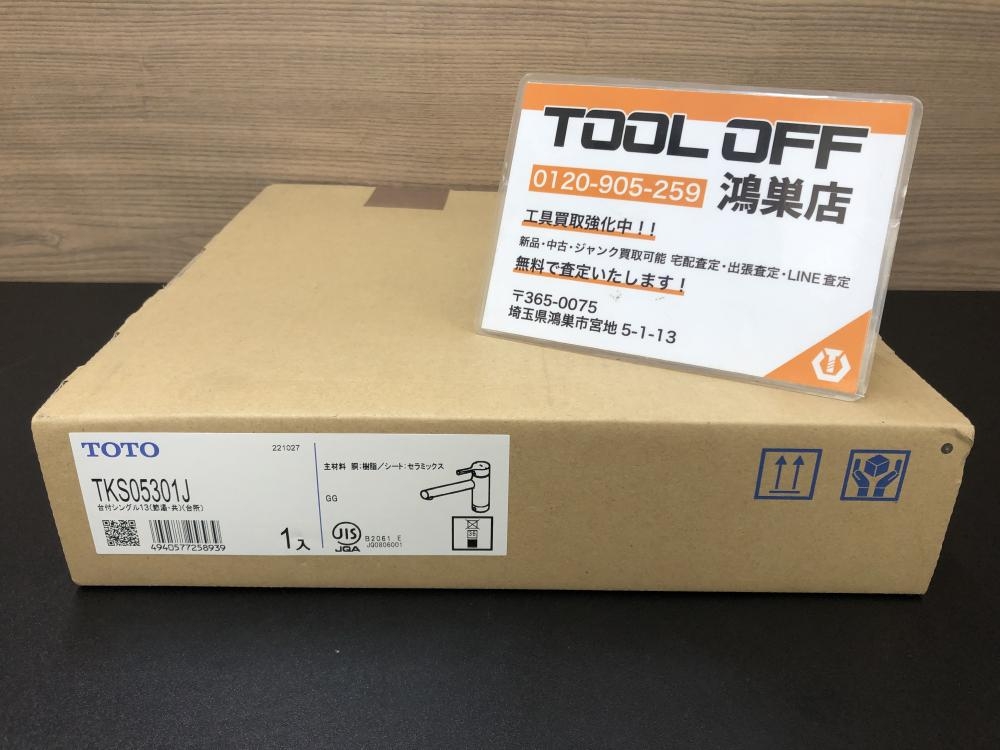 TOOL OFF
0120-905-259 鴻巣店
工具買取強化中！！
新品・中古・ジャンク買取可能 宅配査定・出張査定・LINE査定
無料で査定いたします！
〒365-0075
埼玉県鴻巣市宮地 5-1-13
TOTO
221027
TKS05301J
台付シングル13(節湯・共)(台所)
4940577258939
1入
主材料 胴:樹脂／シート:セラミックス
GG
JIS
JQA
B2061 E
JQ0806001
36